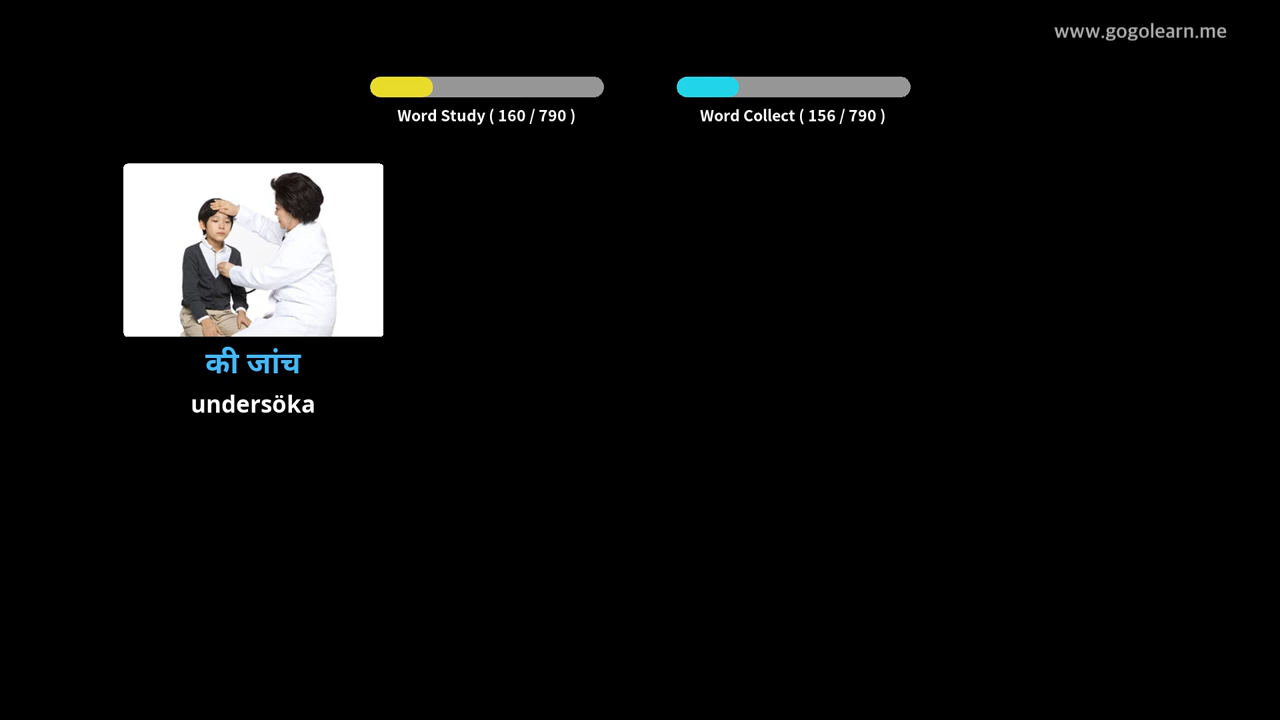 www.gogolearn.me
Word Study ( 160 / 790 )
Word Collect ( 156 / 790 )
की जांच
undersöka